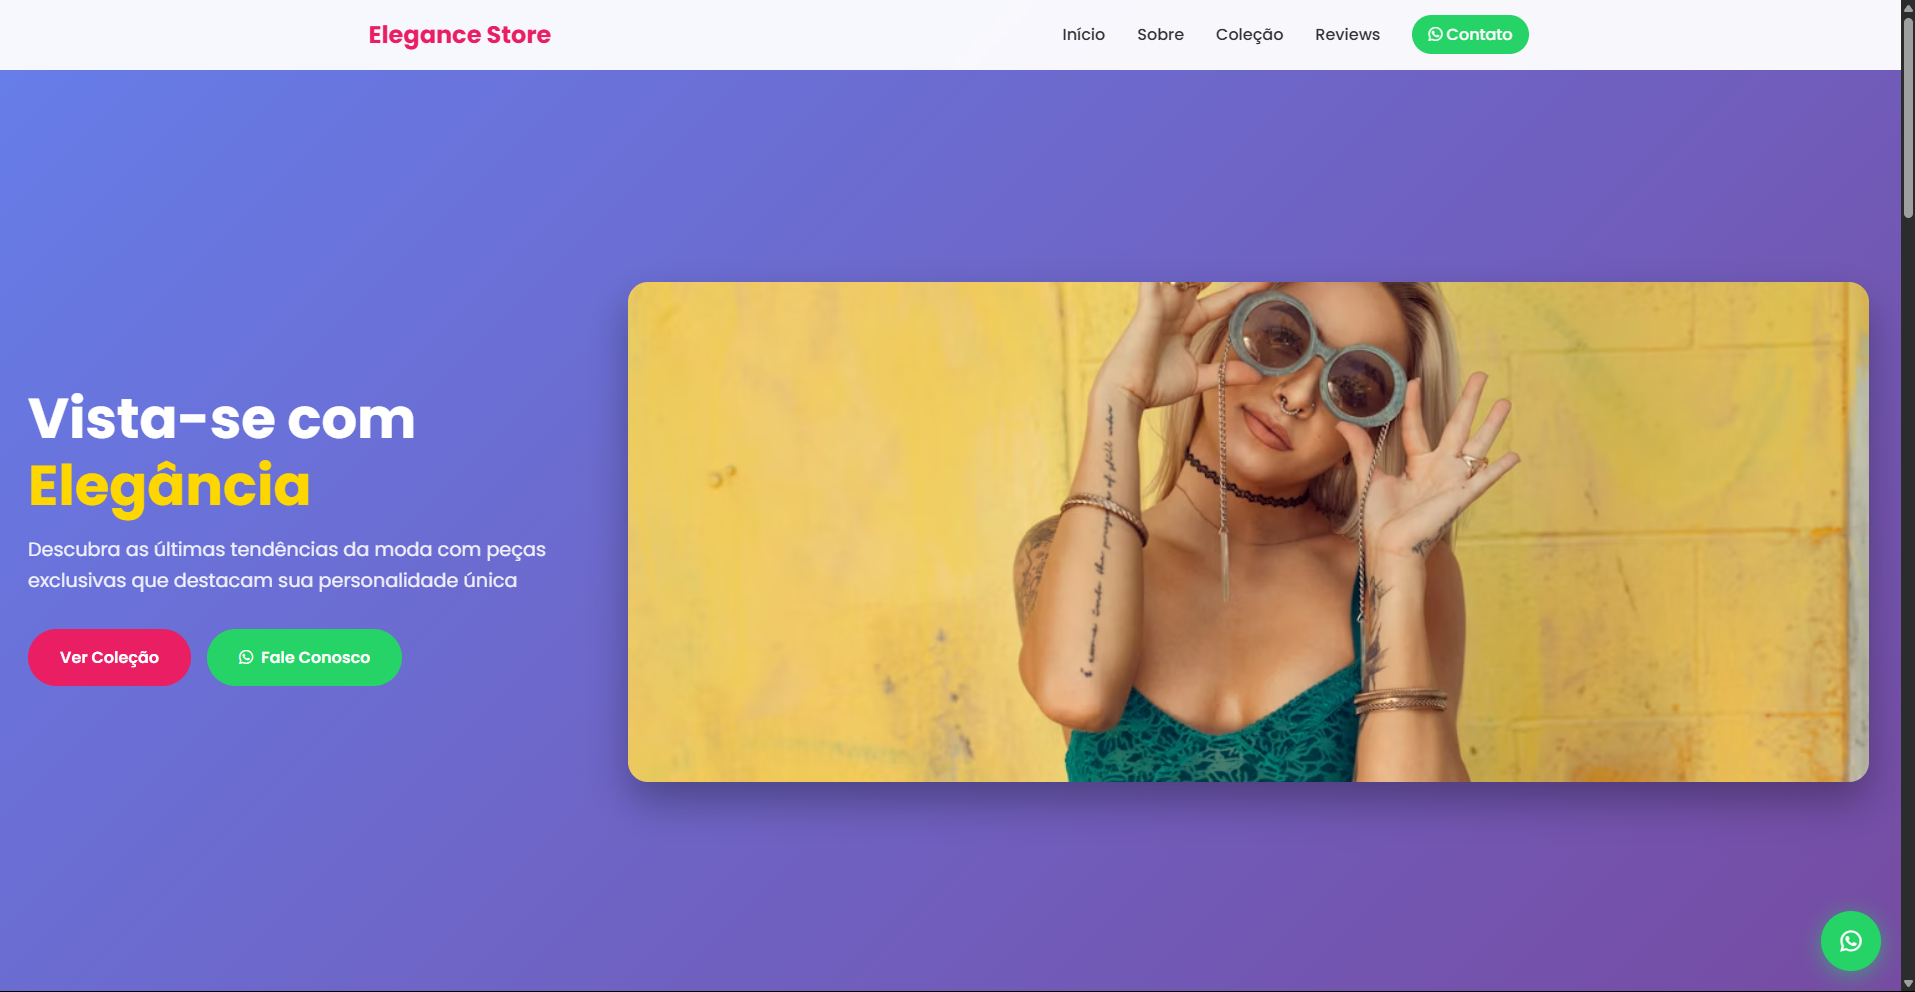 Elegance Store
Início
Sobre
Coleção
Reviews
Contato
Vista-se com
Elegância
Descubra as últimas tendências da moda com peças
exclusivas que destacam sua personalidade única
Ver Coleção
Fale Conosco